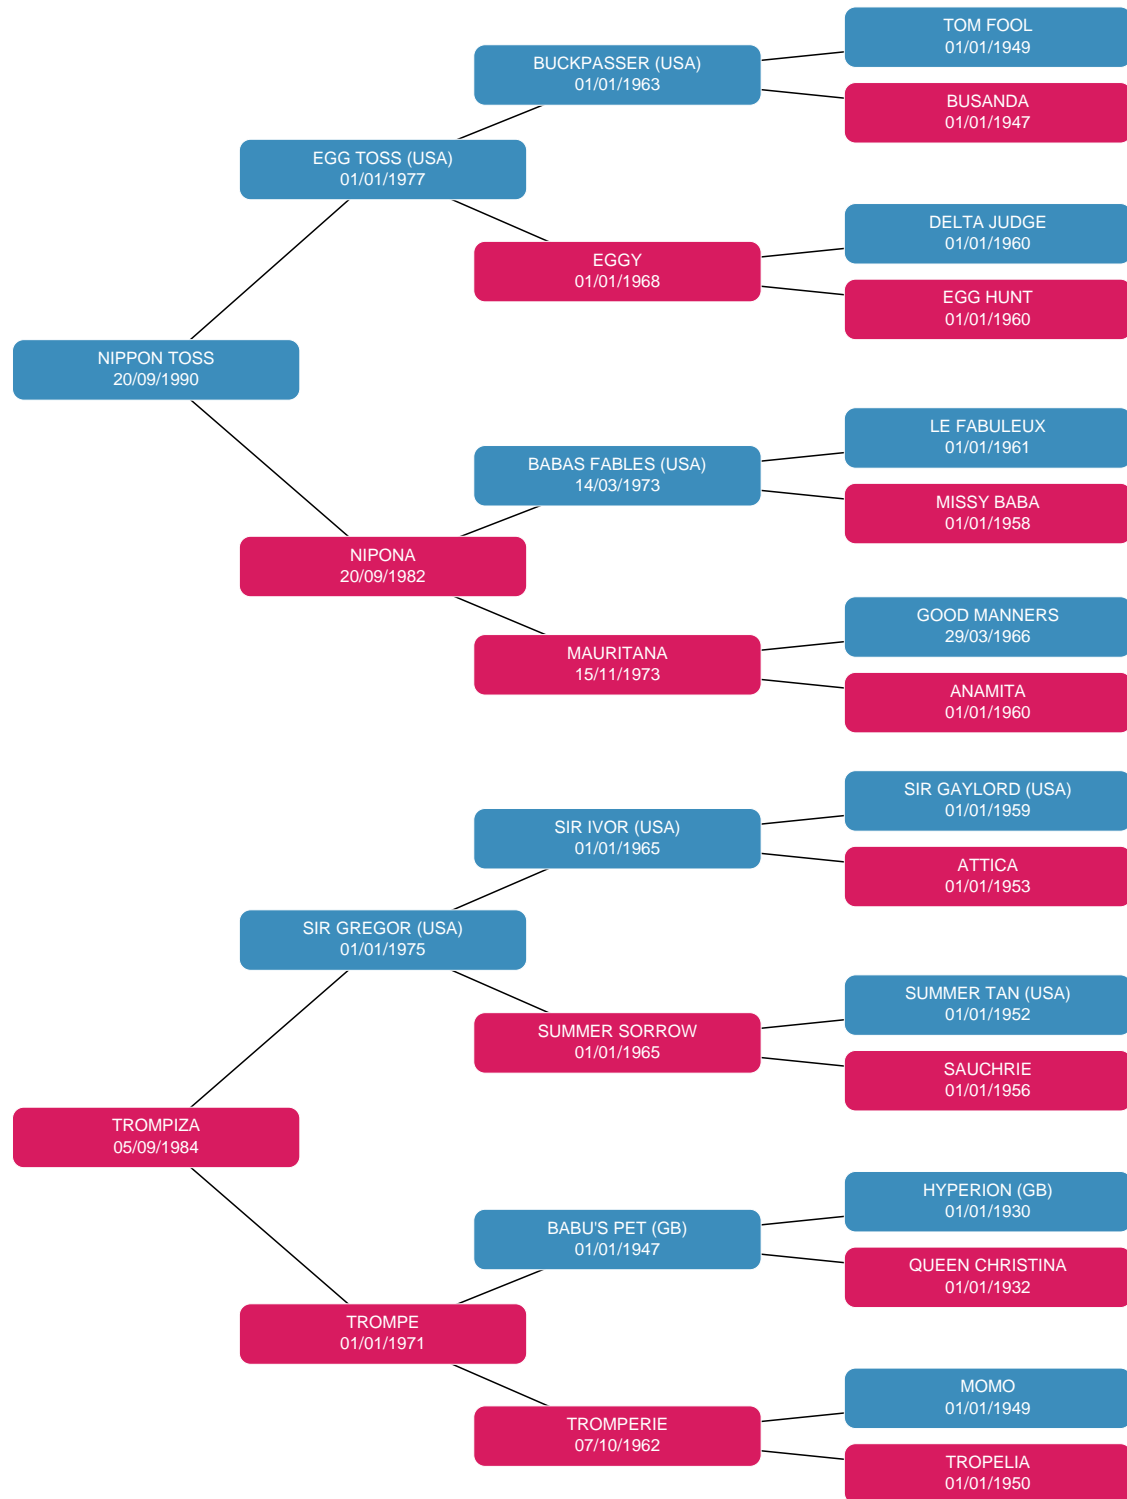 TOM FOOL
01/01/1949
BUCKPASSER (USA)
01/01/1963
BUSANDA
01/01/1947
EGG TOSS (USA)
01/01/1977
DELTA JUDGE
01/01/1960
EGGY
01/01/1968
EGG HUNT
01/01/1960
NIPPON TOSS
20/09/1990
LE FABULEUX
01/01/1961
BABAS FABLES (USA)
14/03/1973
MISSY BABA
01/01/1958
NIPONA
20/09/1982
GOOD MANNERS
29/03/1966
MAURITANA
15/11/1973
ANAMITA
01/01/1960
SIR GAYLORD (USA)
01/01/1959
SIR IVOR (USA)
01/01/1965
ATTICA
01/01/1953
SIR GREGOR (USA)
01/01/1975
SUMMER TAN (USA)
01/01/1952
SUMMER SORROW
01/01/1965
SAUCHRIE
01/01/1956
TROMPIZA
05/09/1984
HYPERION (GB)
01/01/1930
BABU'S PET (GB)
01/01/1947
QUEEN CHRISTINA
01/01/1932
TROMPE
01/01/1971
MOMO
01/01/1949
TROMPERIE
07/10/1962
TROPELIA
01/01/1950